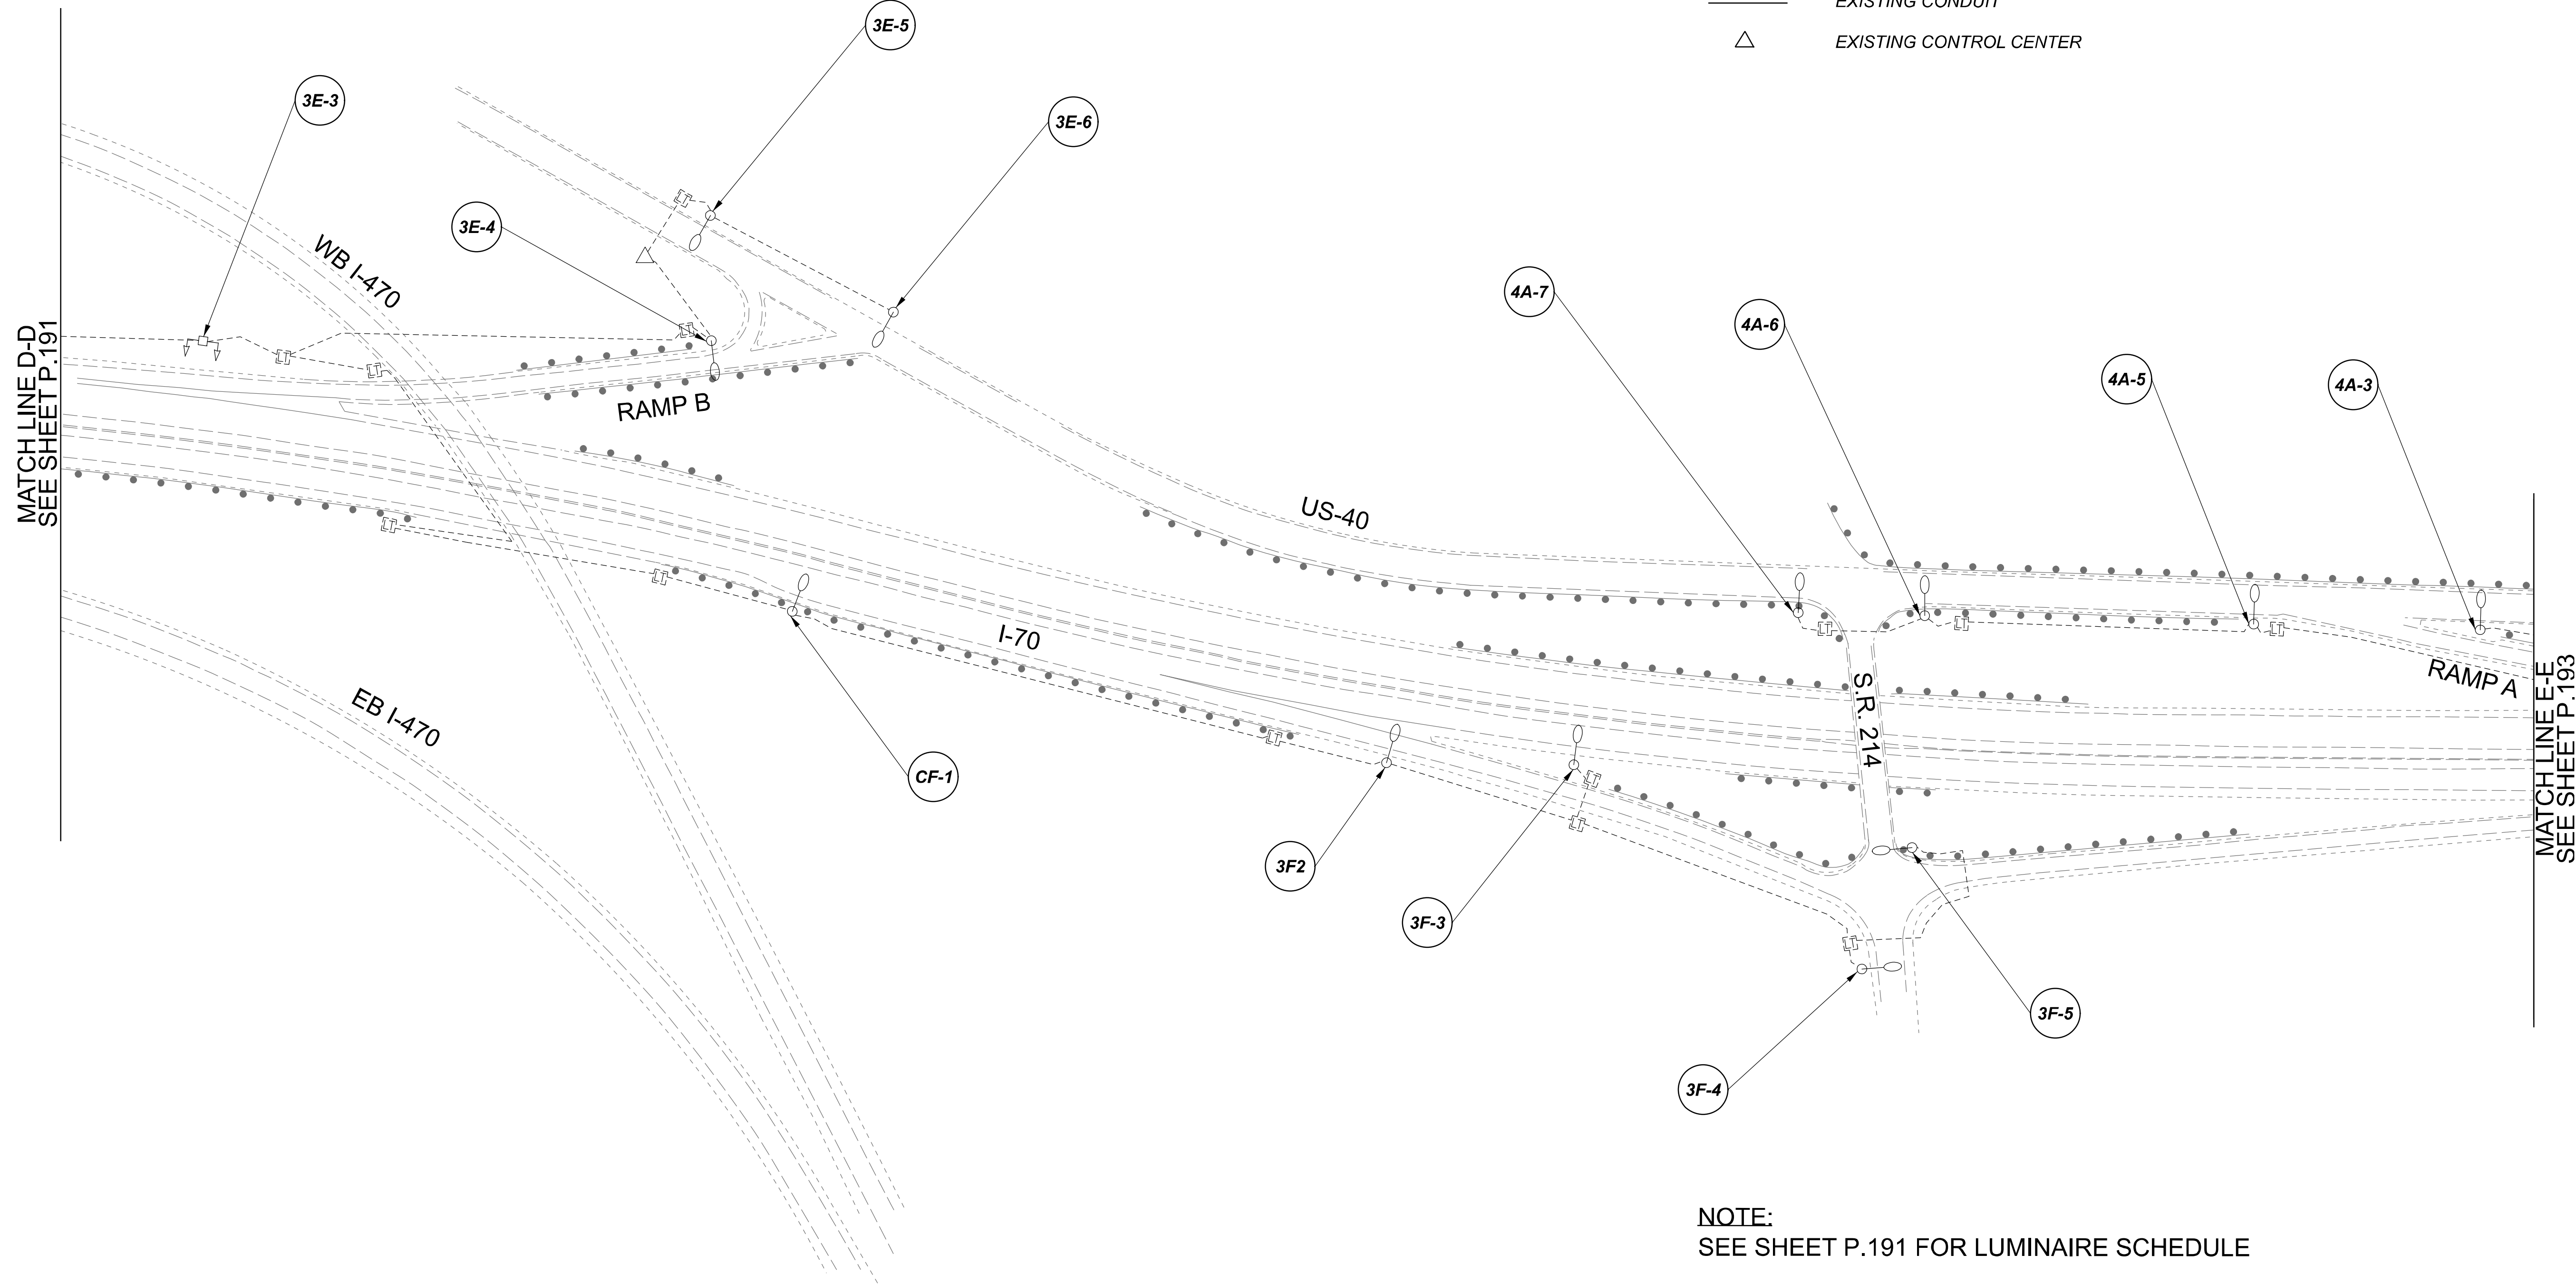 EXISTING CONDUIT
EXISTING CONTROL CENTER
3E-5
3E-3
3E-6
3E-4
WB I-470
4A-7
4A-6
4A-5
4A-3
MATCH LINE D-D
SEE SHEET P.191
RAMP B
US-40
I-70
RAMP A
S.R. 214
EB I-470
CF-1
MATCH LINE E-E
SEE SHEET P.193
3F2
3F-3
3F-5
3F-4
NOTE:
SEE SHEET P.191 FOR LUMINAIRE SCHEDULE